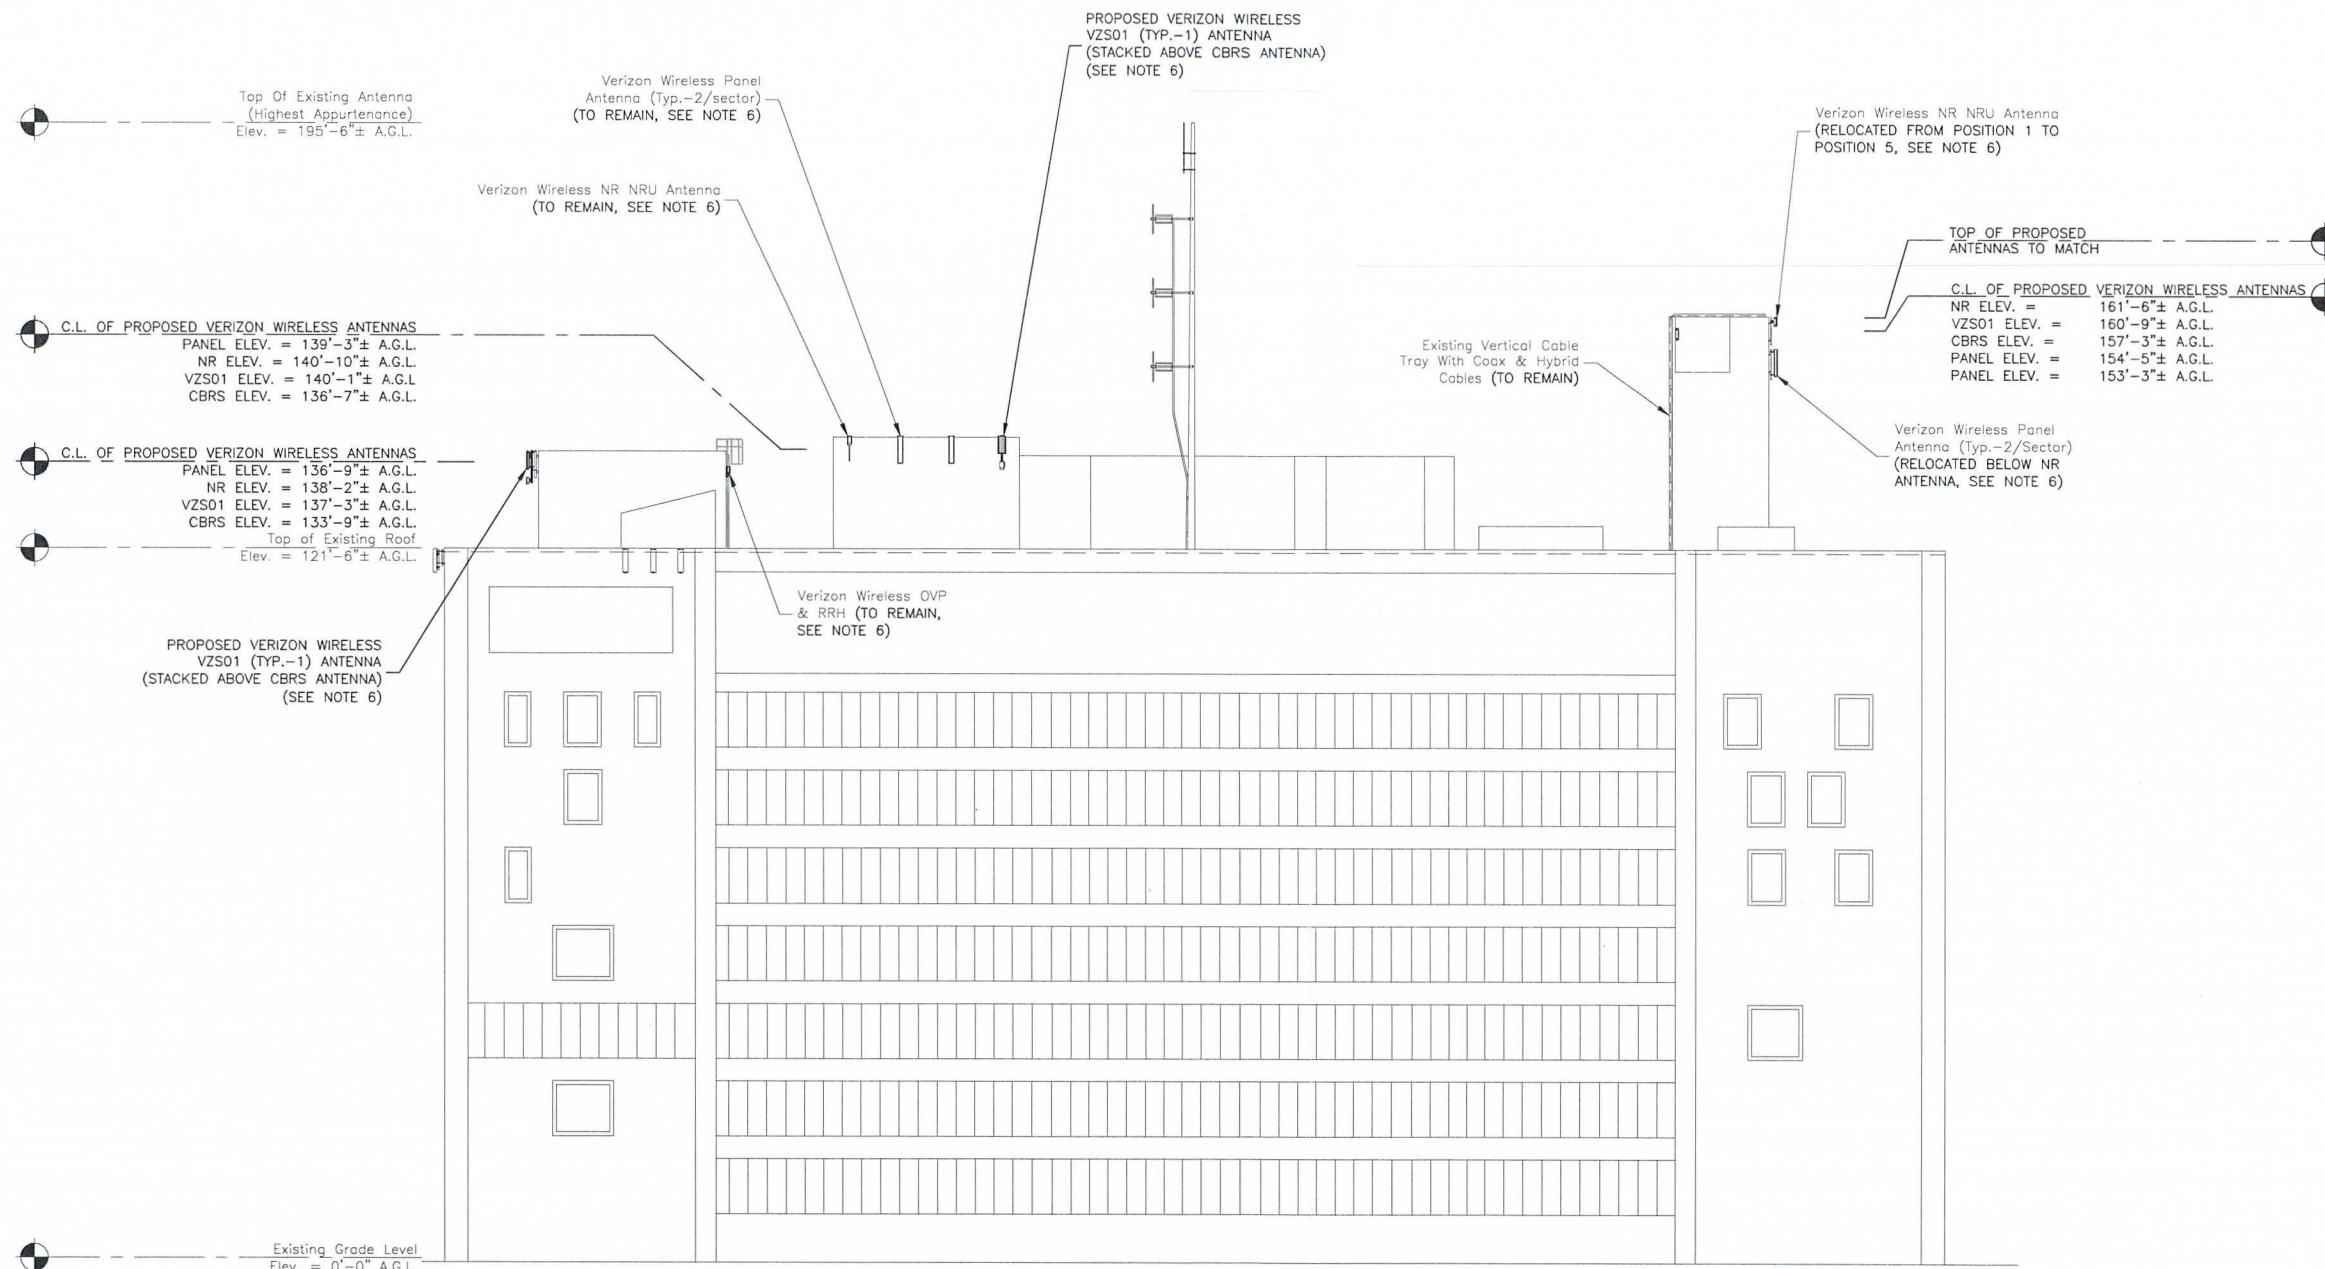 PROPOSED VERIZON WIRELESS
VZS01 (TYP.-1) ANTENNA
(STACKED ABOVE CBRS ANTENNA)
(SEE NOTE 6)
Verizon Wireless Panel
Antenna (Typ.-2/sector)
(TO REMAIN, SEE NOTE 6)
Top Of Existing Antenna
(Highest Appurtenance)
Elev. = 195'-6"± A.G.L.
Verizon Wireless NR NRU Antenna
(RELOCATED FROM POSITION 1 TO
POSITION 5, SEE NOTE 6)
Verizon Wireless NR NRU Antenna
(TO REMAIN, SEE NOTE 6)
TOP OF PROPOSED
ANTENNAS TO MATCH
C.L. OF PROPOSED VERIZON WIRELESS ANTENNAS
NR ELEV. = 161'-6"± A.G.L.
VZS01 ELEV. = 160'-9"± A.G.L.
CBRS ELEV. = 157'-3"± A.G.L.
PANEL ELEV. = 154'-5"± A.G.L.
PANEL ELEV. = 153'-3"± A.G.L.
C.L. OF PROPOSED VERIZON WIRELESS ANTENNAS
PANEL ELEV. = 139'-3"± A.G.L.
NR ELEV. = 140'-10"± A.G.L.
VZS01 ELEV. = 140'-1"± A.G.L
CBRS ELEV. = 136'-7"± A.G.L.
Existing Vertical Cable
Tray With Coax & Hybrid
Cables (TO REMAIN)
Verizon Wireless Panel
Antenna (Typ.-2/Sector)
(RELOCATED BELOW NR
ANTENNA, SEE NOTE 6)
C.L. OF PROPOSED VERIZON WIRELESS ANTENNAS
PANEL ELEV. = 136'-9"± A.G.L.
NR ELEV. = 138'-2"± A.G.L.
VZS01 ELEV. = 137'-3"± A.G.L.
CBRS ELEV. = 133'-9"± A.G.L.
Top of Existing Roof
Elev. = 121'-6"± A.G.L.
Verizon Wireless OVP
& RRH (TO REMAIN,
SEE NOTE 6)
PROPOSED VERIZON WIRELESS
VZS01 (TYP.-1) ANTENNA
(STACKED ABOVE CBRS ANTENNA)
(SEE NOTE 6)
Existing Grade Level
Elev. = 0'-0" A.G.L.